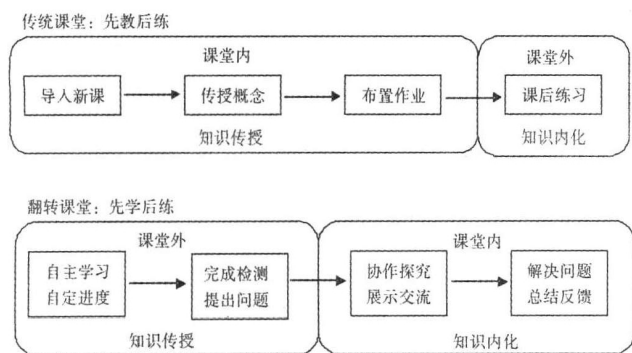 传统课堂：先教后练
课堂内
课堂外
导入新课
传授概念
布置作业
课后练习
知识传授
知识内化
翻转课堂：先学后练
课堂外
课堂内
自主学习
自定进度
完成检测
提出问题
协作探究
展示交流
解决问题
总结反馈
知识传授
知识内化